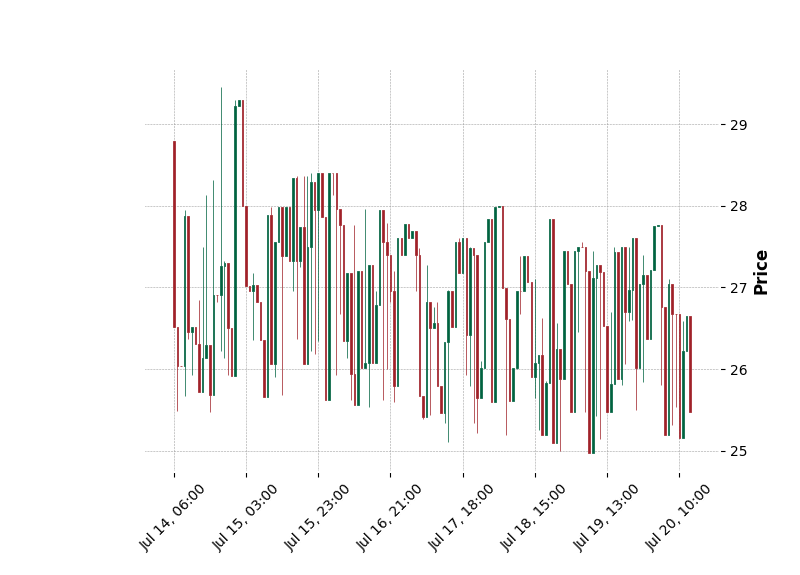 29
28
27
26
25
Price
Jul 14, 06:00
Jul 15, 03:00
Jul 15, 23:00
Jul 16, 21:00
Jul 17, 18:00
Jul 18, 15:00
Jul 19, 13:00
Jul 20, 10:00